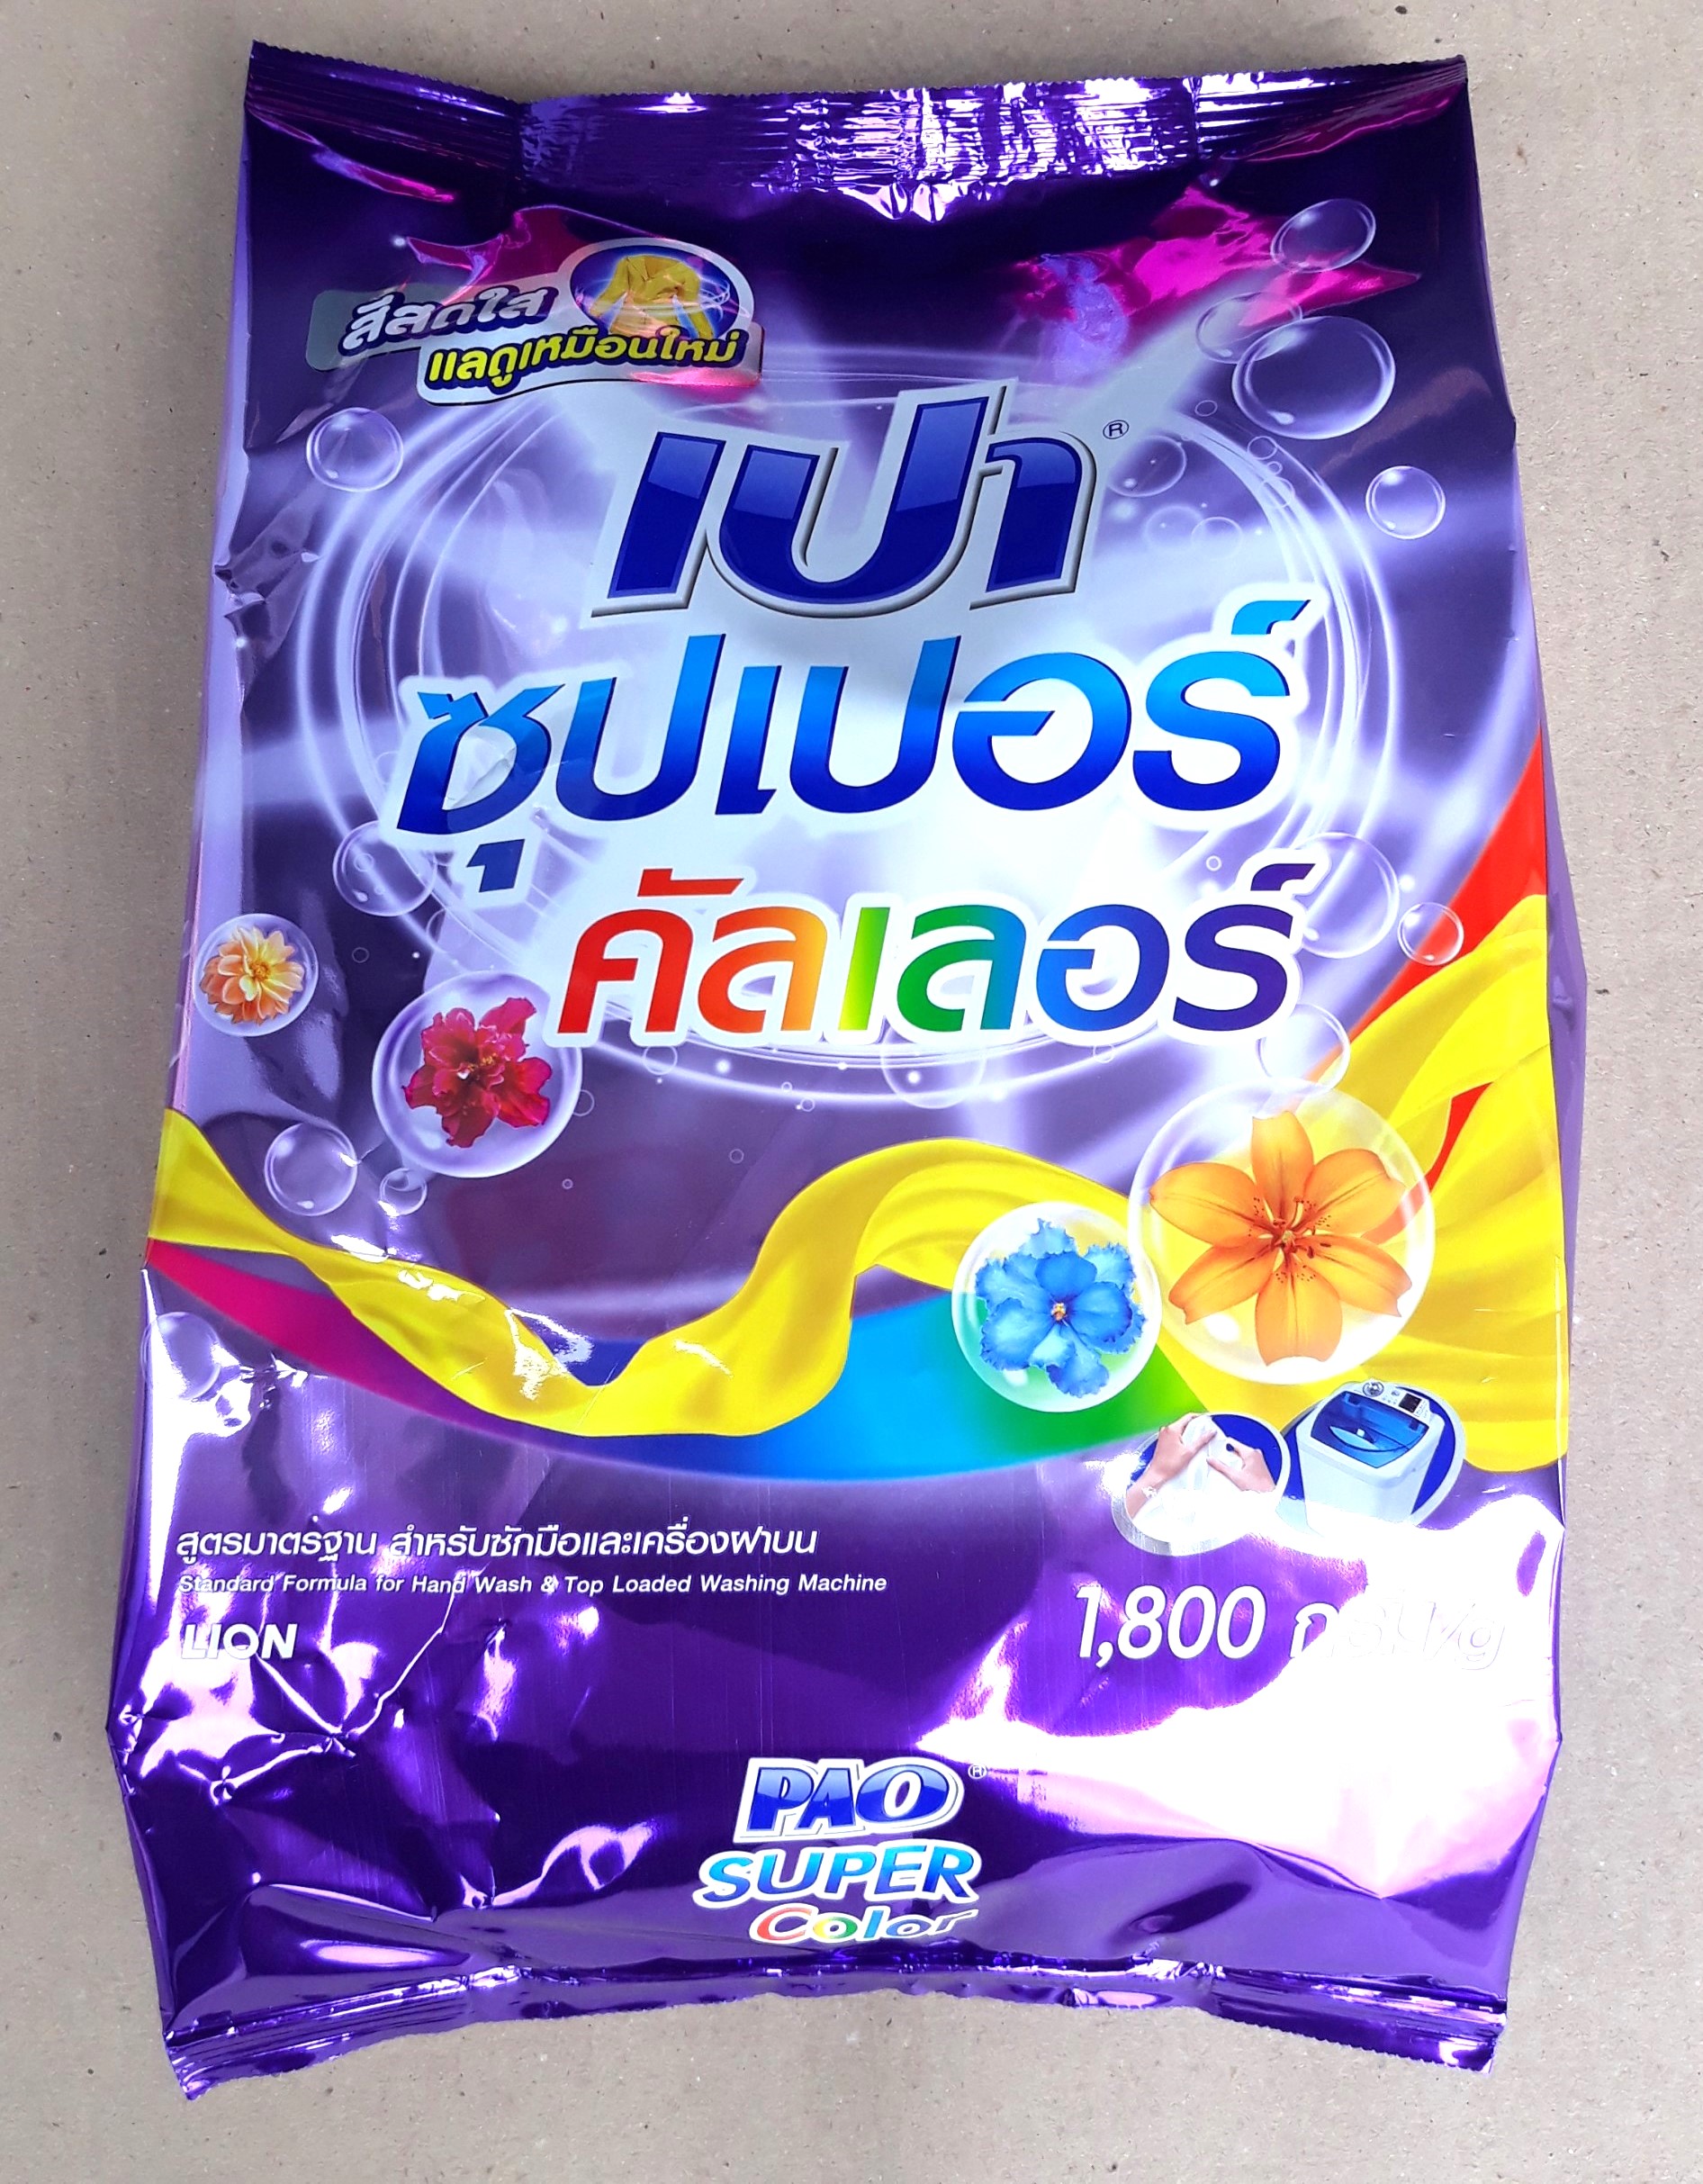 สีสดใส
แลดูเหมือนใหม่
เปา®
ซุปเปอร์
คัลเลอร์
สูตรมาตรฐาน สำหรับซักมือและเครื่องฝาบน
Standard Formula for Hand Wash & Top Loaded Washing Machine
LION
1,800 กรัม/g
PAO®
SUPER
Color